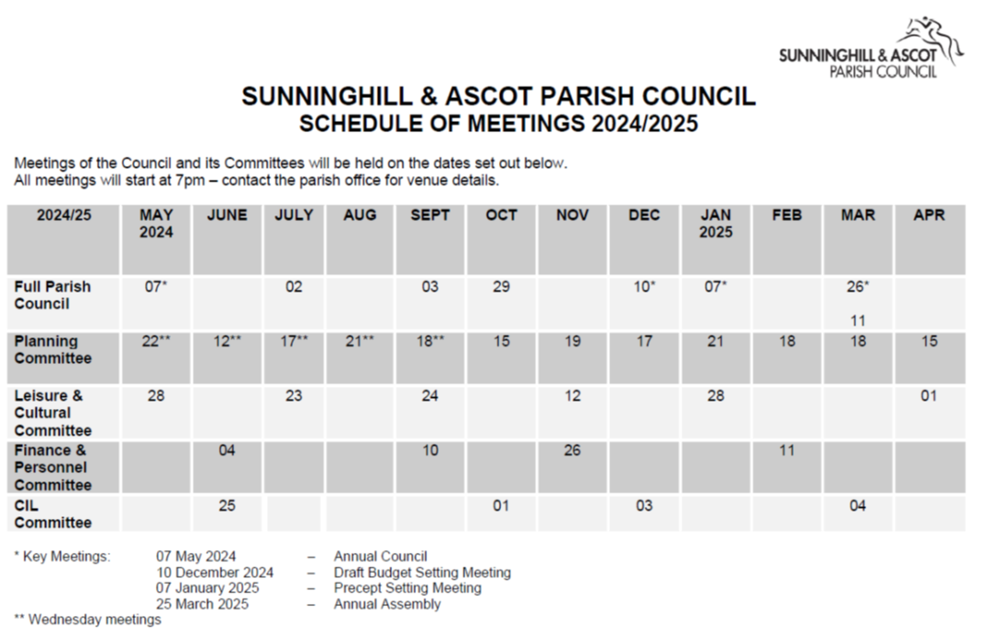 SUNNINGHILL & ASCOT
PARISH COUNCIL
SUNNINGHILL & ASCOT PARISH COUNCIL
SCHEDULE OF MEETINGS 2024/2025
Meetings of the Council and its Committees will be held on the dates set out below.
All meetings will start at 7pm – contact the parish office for venue details.
2024/25 MAY JUNE JULY AUG SEPT OCT NOV DEC JAN FEB MAR APR
2024 2025
Full Parish 07* 02 03 29 10* 07* 26*
Council
11
Planning 22** 12** 17** 21** 18** 15 19 17 21 18 18 15
Committee
Leisure & 28 23 24 12 28 01
Cultural
Committee
Finance & 04 10 26 11
Personnel
Committee
CIL 25 01 03 04
Committee
* Key Meetings: 07 May 2024 – Annual Council
10 December 2024 – Draft Budget Setting Meeting
07 January 2025 – Precept Setting Meeting
25 March 2025 – Annual Assembly
** Wednesday meetings